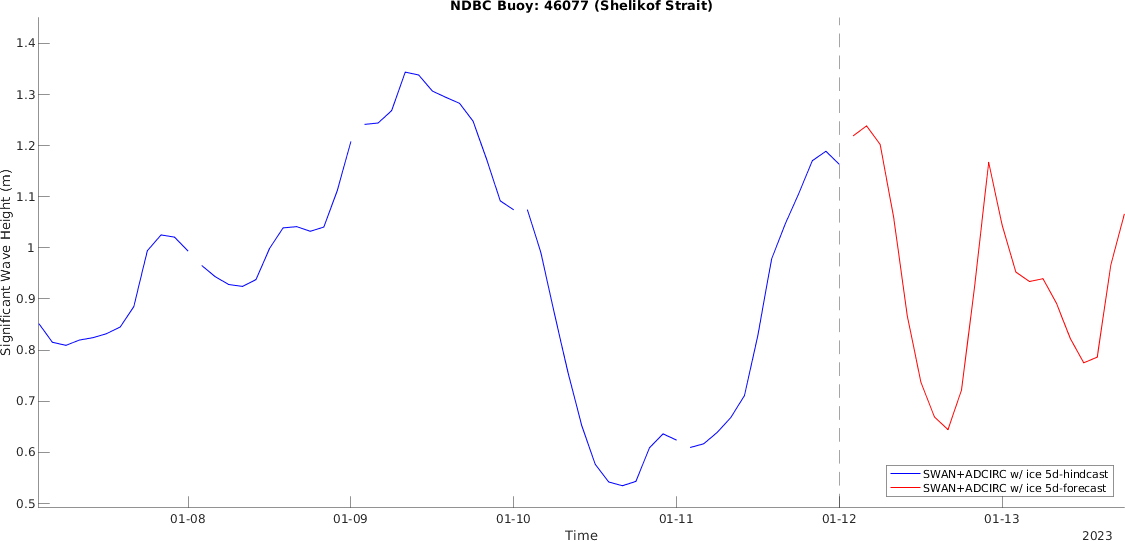 NDBC Buoy: 46077 (Shelikof Strait)
Significant Wave Height (m)
1.4
1.3
1.2
1.1
1
0.9
0.8
0.7
0.6
0.5
SWAN+ADCIRC w/ ice 5d-hindcast
SWAN+ADCIRC w/ ice 5d-forecast
01-08 01-09 01-10 01-11 01-12 01-13
Time
2023